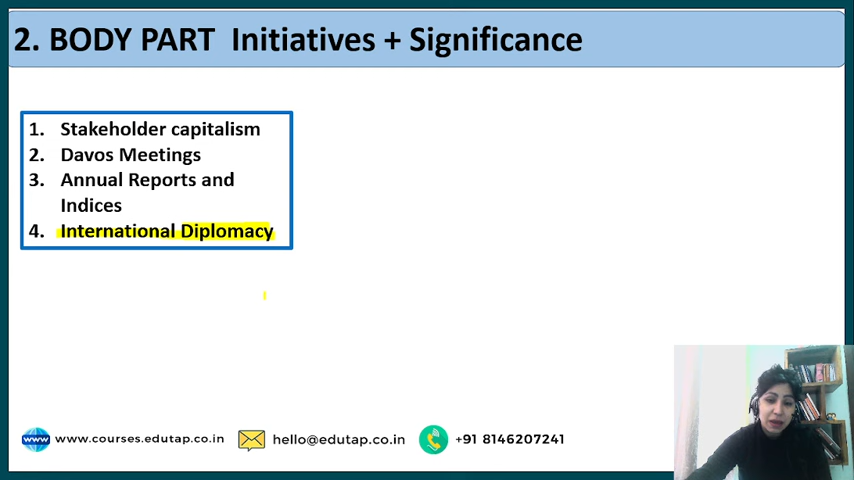 2. BODY PART Initiatives + Significance
1. Stakeholder capitalism
2. Davos Meetings
3. Annual Reports and
Indices
4. International Diplomacy
www www.courses.edutap.co.in hello@edutap.co.in +91 8146207241